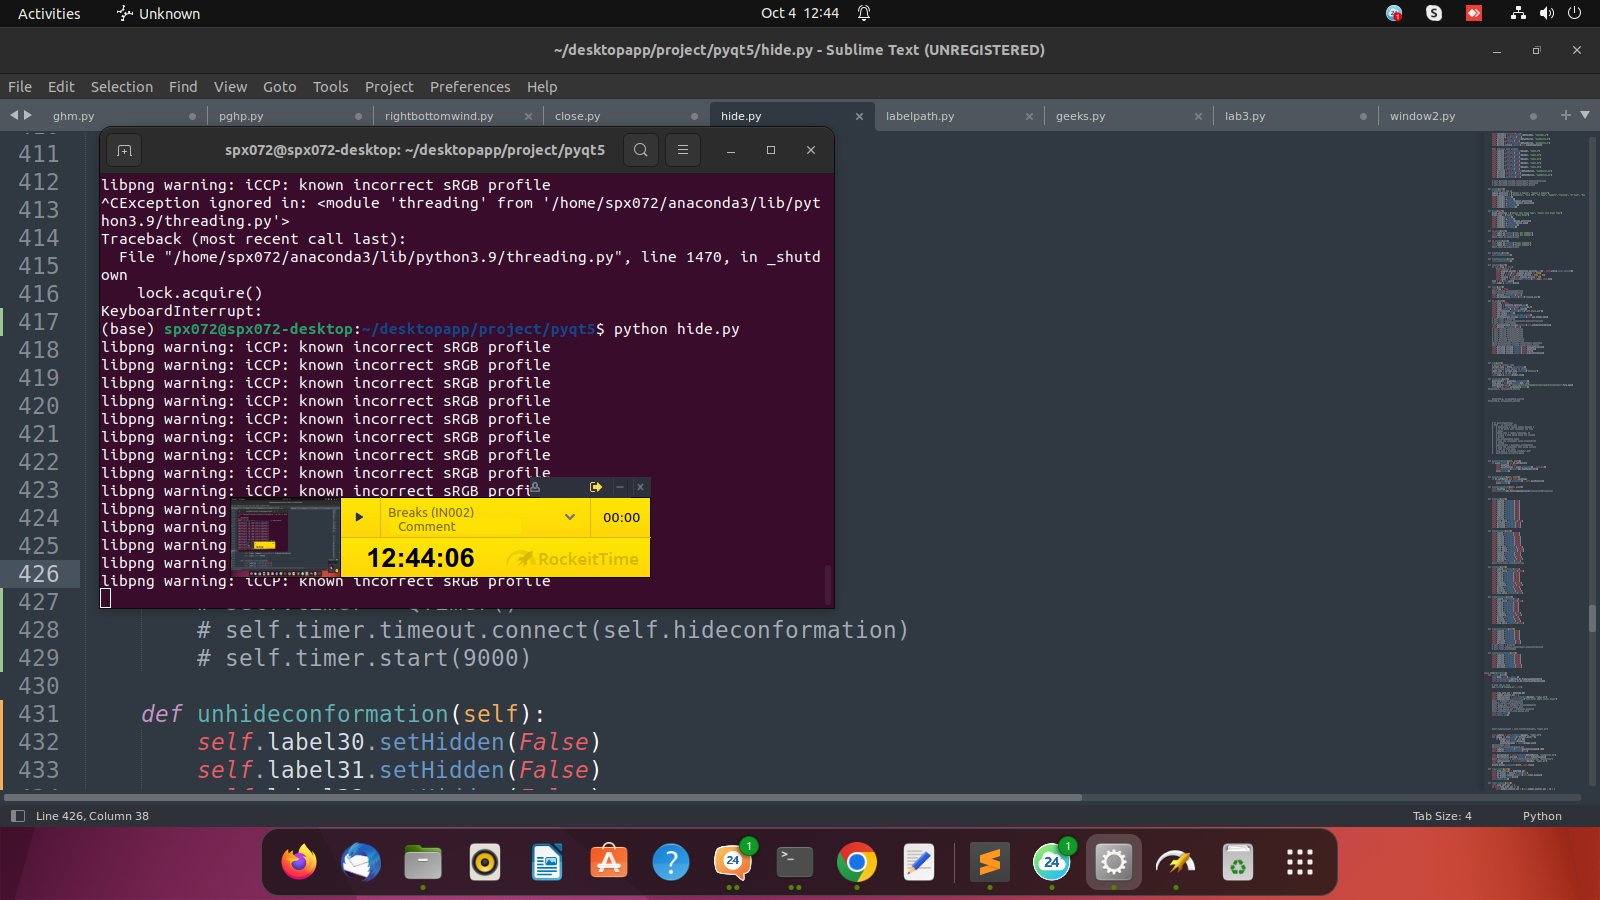 Activities
Unknown
Oct 4 12:44
~/desktopapp/project/pyqt5/hide.py - Sublime Text (UNREGISTERED)
File Edit Selection Find View Goto Tools Project Preferences Help
ghm.py
pghp.py
rightbottomwind.py
close.py
hide.py
labelpath.py
geeks.py
lab3.py
window2.py
spx072@spx072-desktop: ~/desktopapp/project/pyqt5
libpng warning: iCCP: known incorrect sRGB profile
^CException ignored in: <module 'threading' from '/home/spx072/anaconda3/lib/pyt
hon3.9/threading.py'>
Traceback (most recent call last):
File "/home/spx072/anaconda3/lib/python3.9/threading.py", line 1470, in _shutd
own
lock.acquire()
KeyboardInterrupt:
(base) spx072@spx072-desktop:~/desktopapp/project/pyqt5$ python hide.py
libpng warning: iCCP: known incorrect sRGB profile
libpng warning: iCCP: known incorrect sRGB profile
libpng warning: iCCP: known incorrect sRGB profile
libpng warning: iCCP: known incorrect sRGB profile
libpng warning: iCCP: known incorrect sRGB profile
libpng warning: iCCP: known incorrect sRGB profile
libpng warning: iCCP: known incorrect sRGB profile
libpng warning: iCCP: known incorrect sRGB profile
libpng warning: iCCP: known incorrect sRGB prof
libpng warning
libpng warning
libpng warning
libpng warning
libpng warning: iCCP: known incorrect sRGB profile
Breaks (IN002)
Comment
00:00
12:44:06
RockeitTime
411
412
413
414
415
416
417
418
419
420
421
422
423
424
425
426
427
428 # self.timer.timeout.connect(self.hideconformation)
429 # self.timer.start(9000)
430
431 def unhideconformation(self):
432 self.label30.setHidden(False)
433 self.label31.setHidden(False)
Line 426, Column 38
Tab Size: 4
Python
24
1
24
1